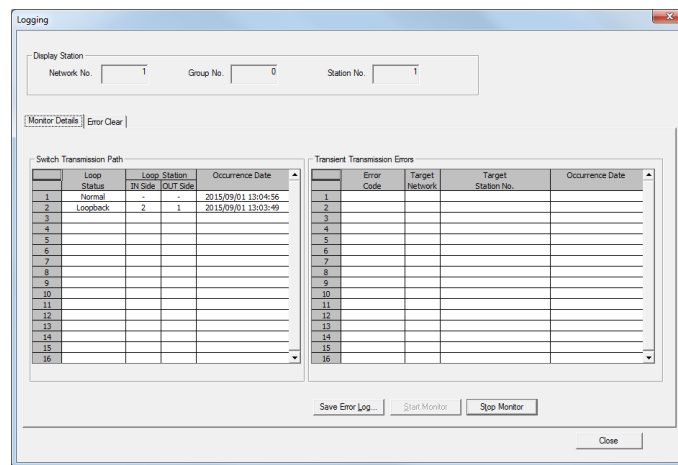 Logging
Display Station
Network No. 1 Group No. 0 Station No. 1
Monitor Details Error Clear
Switch Transmission Path Transient Transmission Errors
Loop Loop Station Occurrence Date Error Target Target Occurrence Date
Status IN Side OUT Side Code Network Station No.
1 Normal - - 2015/09/01 13:04:56 1
2 Loopback 2 1 2015/09/01 13:03:49 2
3 3
4 4
5 5
6 6
7 7
8 8
9 9
10 10
11 11
12 12
13 13
14 14
15 15
16 16
Save Error Log... Start Monitor Stop Monitor
Close